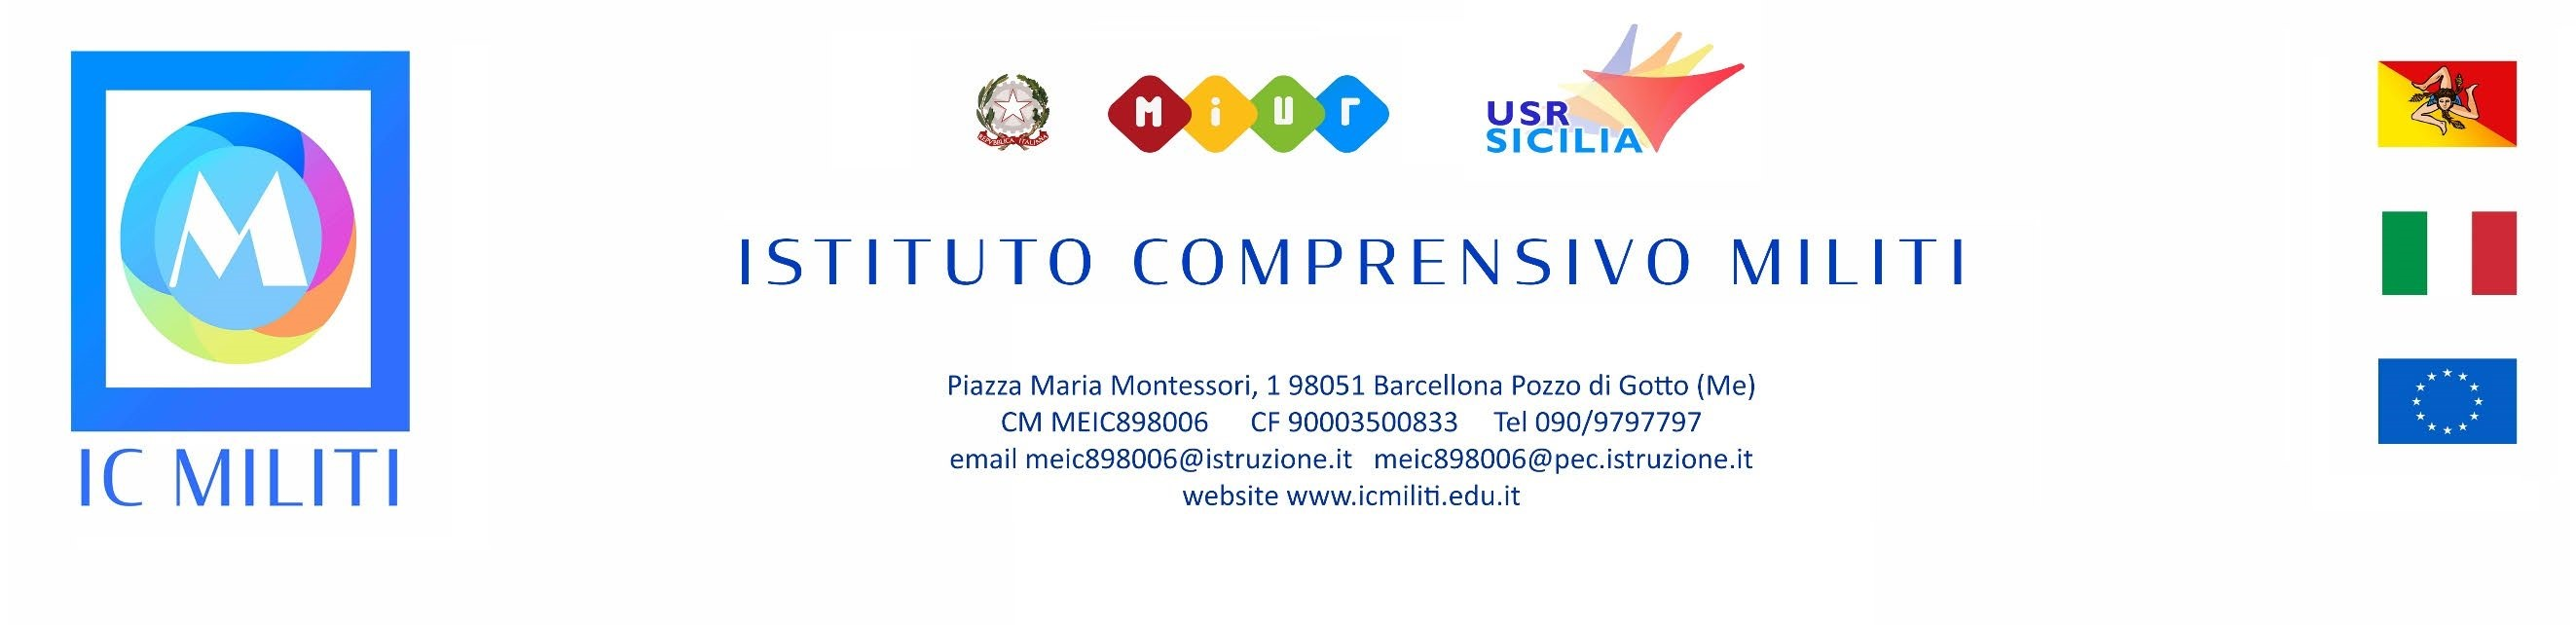 REPVBBLICA ITALIANA
MiUr
USR
SICILIA
M
IC MILITI
ISTITUTO COMPRENSIVO MILITI
Piazza Maria Montessori, 1 98051 Barcellona Pozzo di Gotto (Me)
CM MEIC898006 CF 90003500833 Tel 090/9797797
email meic898006@istruzione.it meic898006@pec.istruzione.it
website www.icmiliti.edu.it